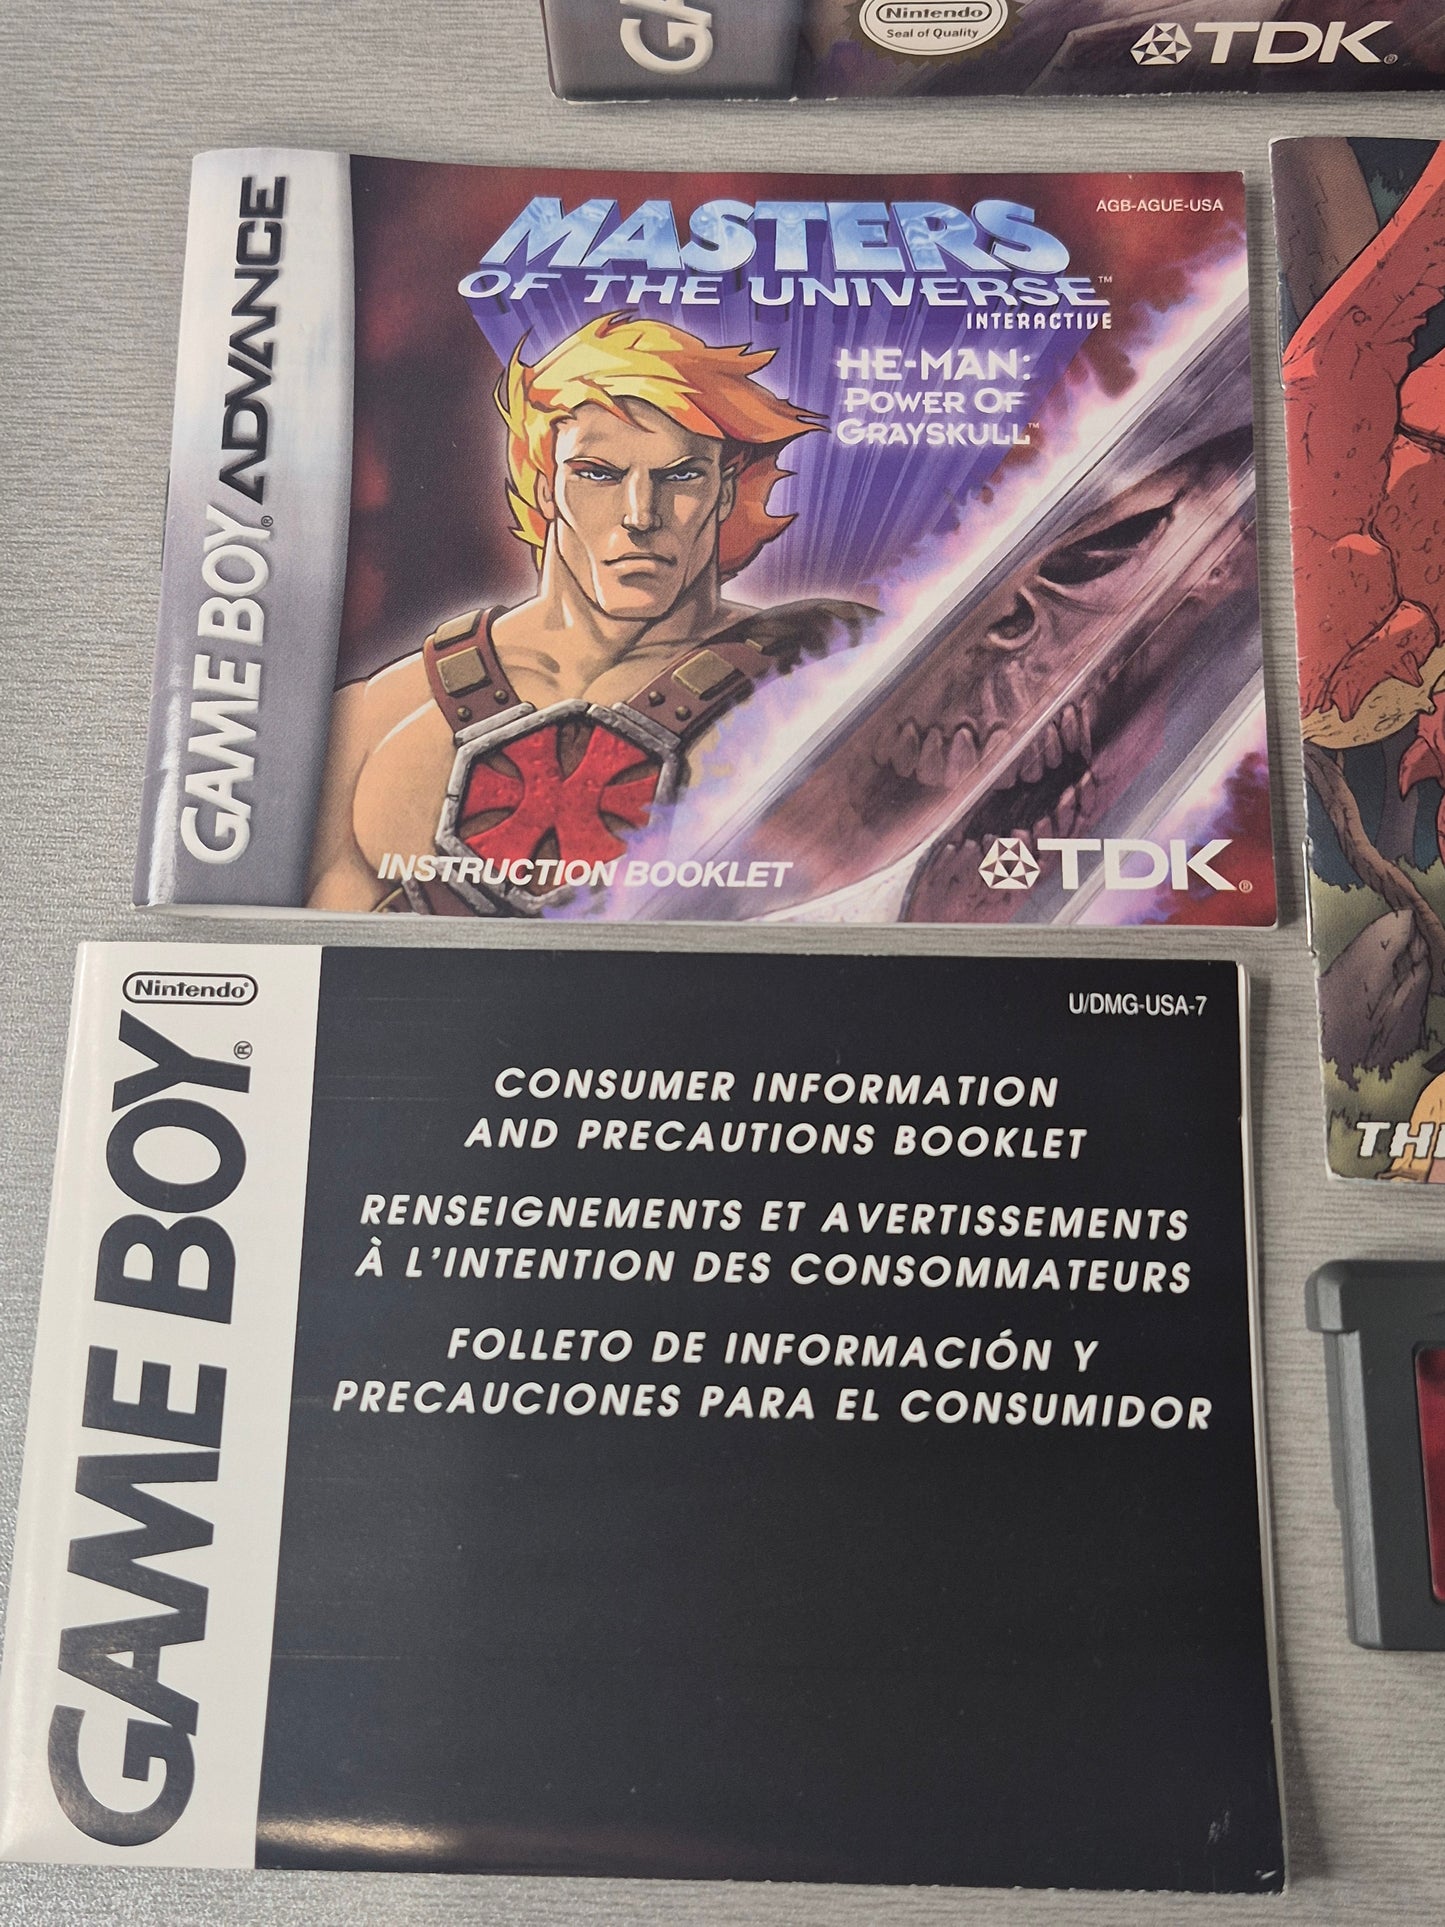 Nintendo
Seal of Quality
TDK
GAME BOY ADVANCE
AGB-AGUE-USA
MASTERS
OF THE UNIVERSE™
INTERACTIVE
HE-MAN:
POWER OF
GRAYSKULL™
INSTRUCTION BOOKLET
TDK®
Nintendo®
GAME BOY®
U/DMG-USA-7
CONSUMER INFORMATION
AND PRECAUTIONS BOOKLET
RENSEIGNEMENTS ET AVERTISSEMENTS
À L'INTENTION DES CONSOMMATEURS
FOLLETO DE INFORMACIÓN Y
PRECAUCIONES PARA EL CONSUMIDOR